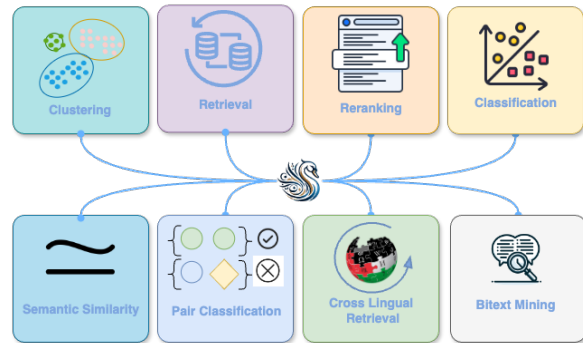 Clustering
Retrieval
Reranking
Classification
Semantic Similarity
Pair Classification
Cross Lingual
Retrieval
Bitext Mining